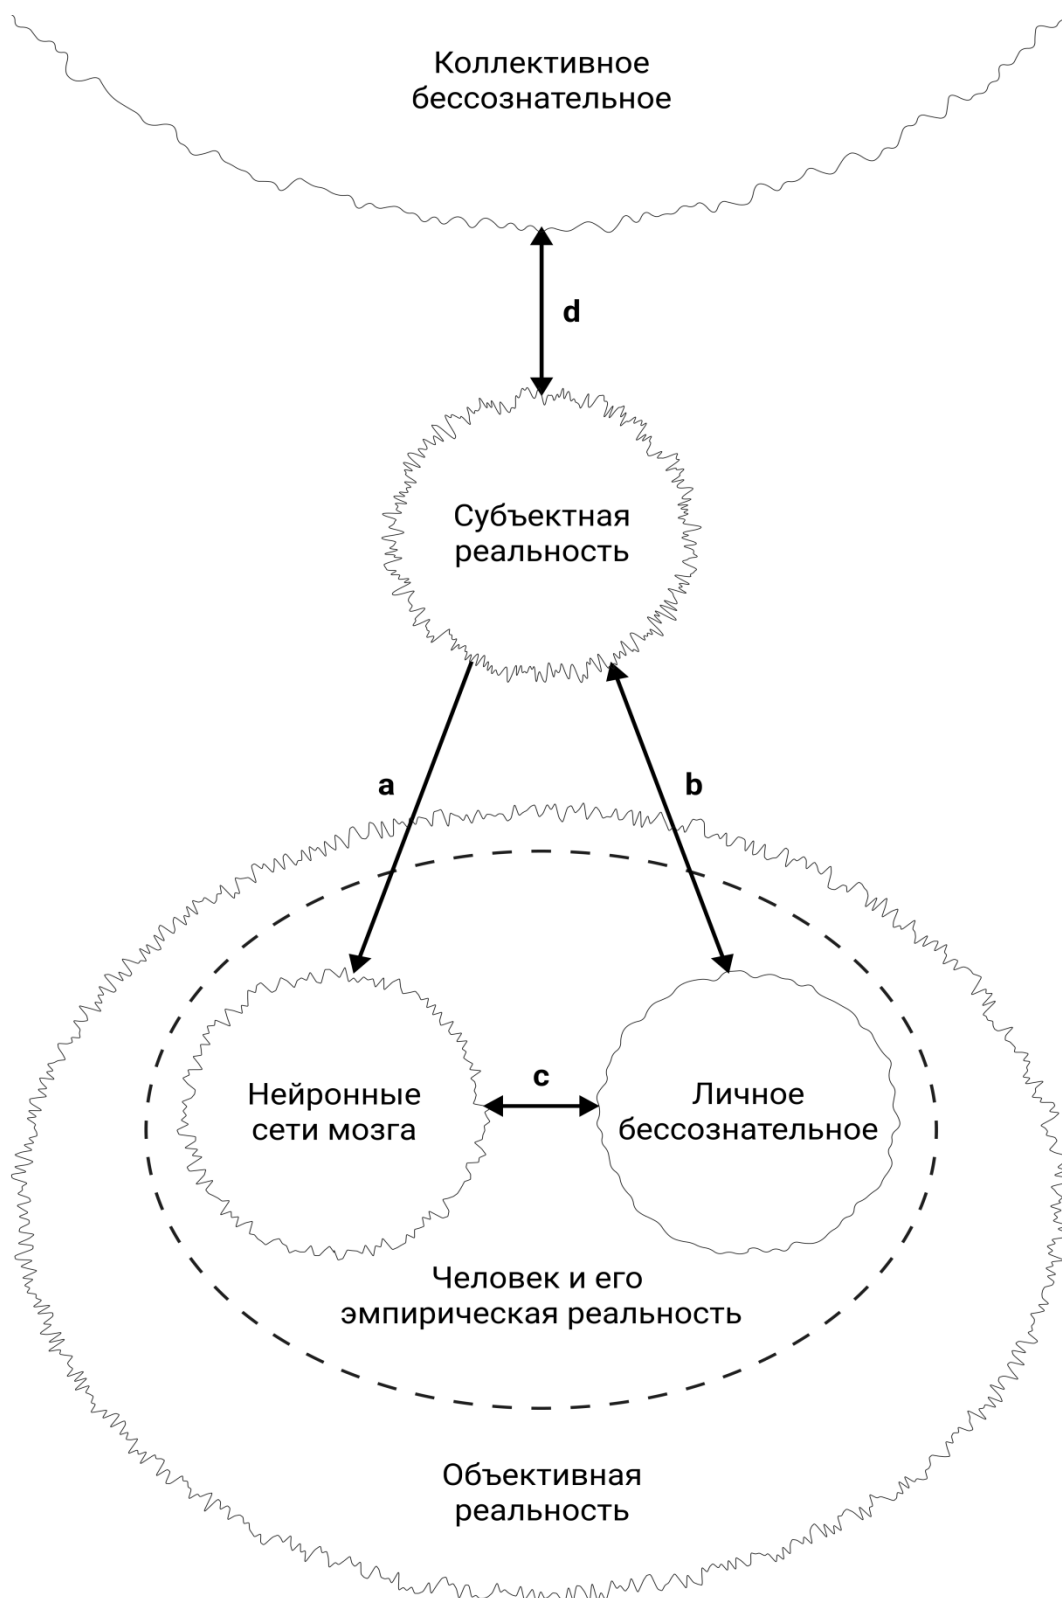 Коллективное
бессознательное
d
Субъектная
реальность
a
b
c
Нейронные
сети мозга
Личное
бессознательное
Человек и его
эмпирическая реальность
Объективная
реальность